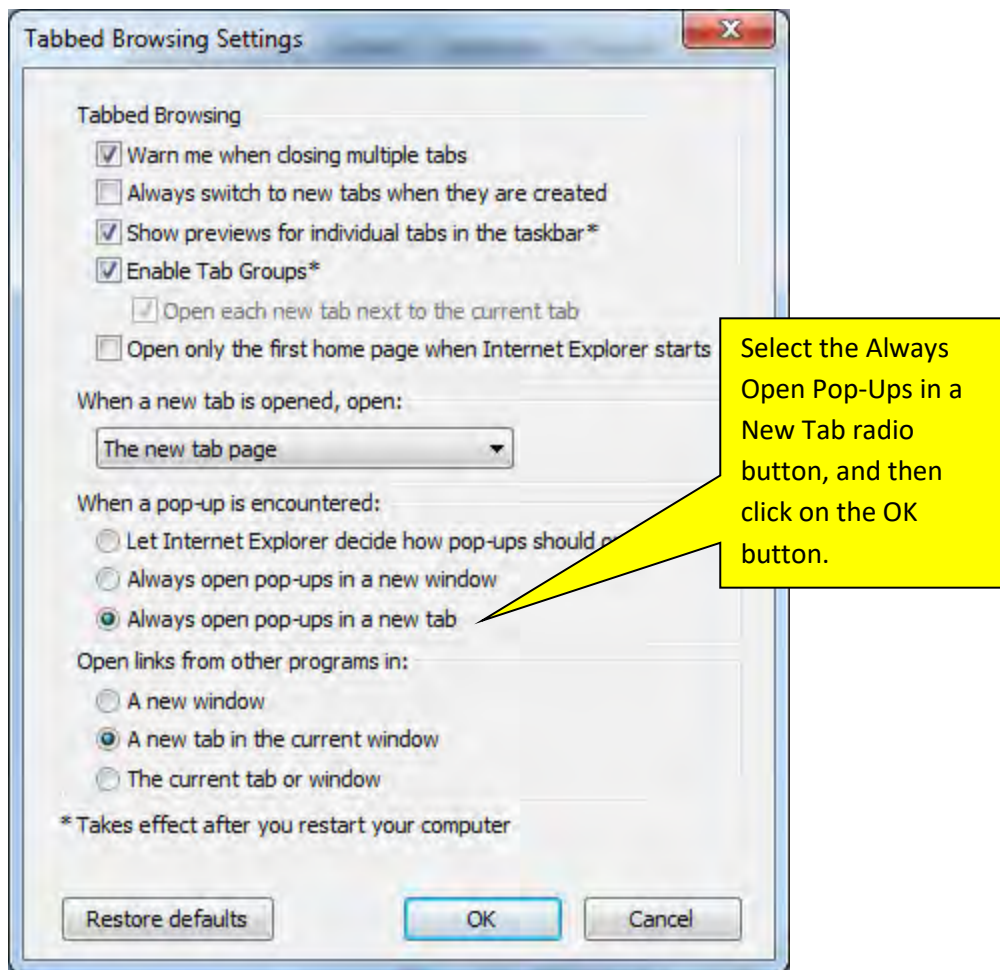 Tabbed Browsing Settings
Tabbed Browsing
Warn me when closing multiple tabs
Always switch to new tabs when they are created
Show previews for individual tabs in the taskbar*
Enable Tab Groups*
Open each new tab next to the current tab
Open only the first home page when Internet Explorer starts
When a new tab is opened, open:
The new tab page
When a pop-up is encountered:
Let Internet Explorer decide how pop-ups should
Always open pop-ups in a new window
Always open pop-ups in a new tab
Open links from other programs in:
A new window
A new tab in the current window
The current tab or window
* Takes effect after you restart your computer
Restore defaults
OK
Cancel
Select the Always
Open Pop-Ups in a
New Tab radio
button, and then
click on the OK
button.